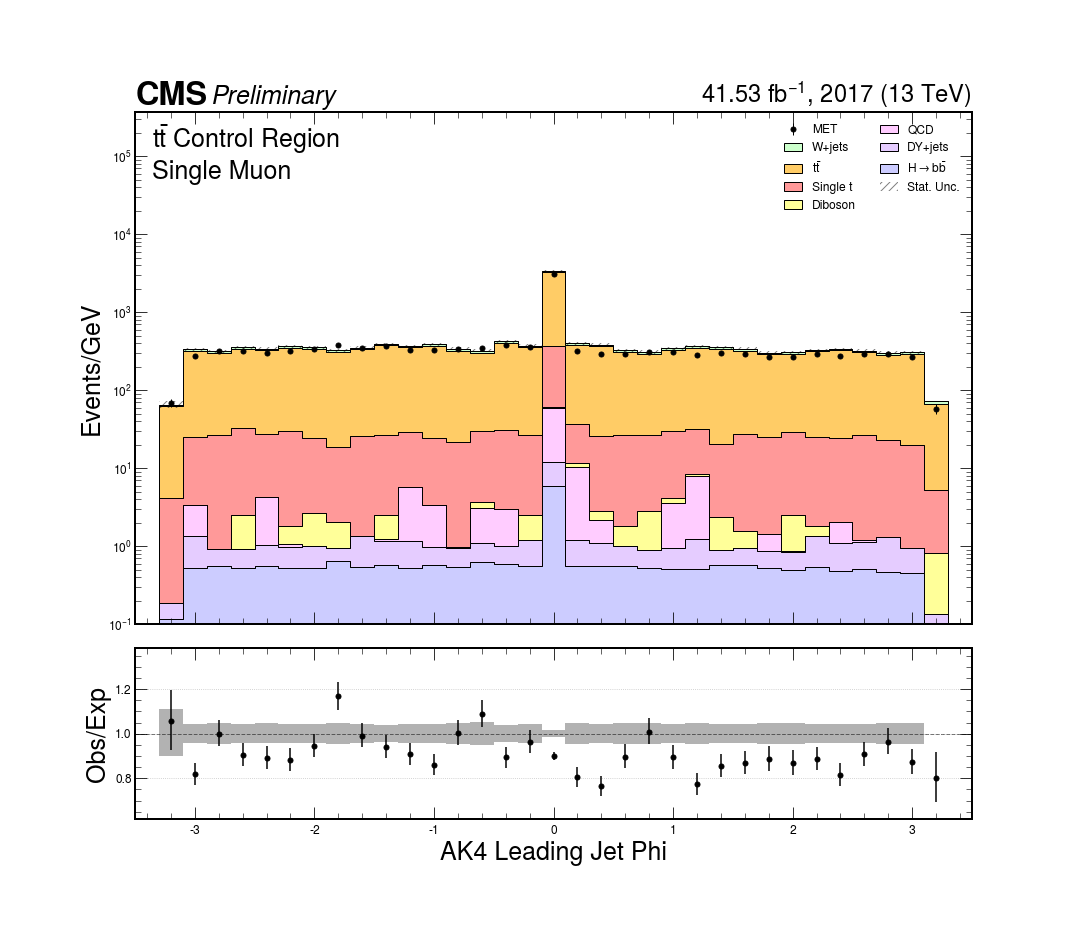 CMS Preliminary
41.53 fb⁻¹, 2017 (13 TeV)
tt̄ Control Region
Single Muon
MET
W+jets
tt̄
Single t
Diboson
QCD
DY+jets
H→bb̄
Stat. Unc.
Events/GeV
10⁵
10⁴
10³
10²
10¹
10⁰
10⁻¹
Obs/Exp
1.2
1.0
0.8
-3 -2 -1 0 1 2 3
AK4 Leading Jet Phi